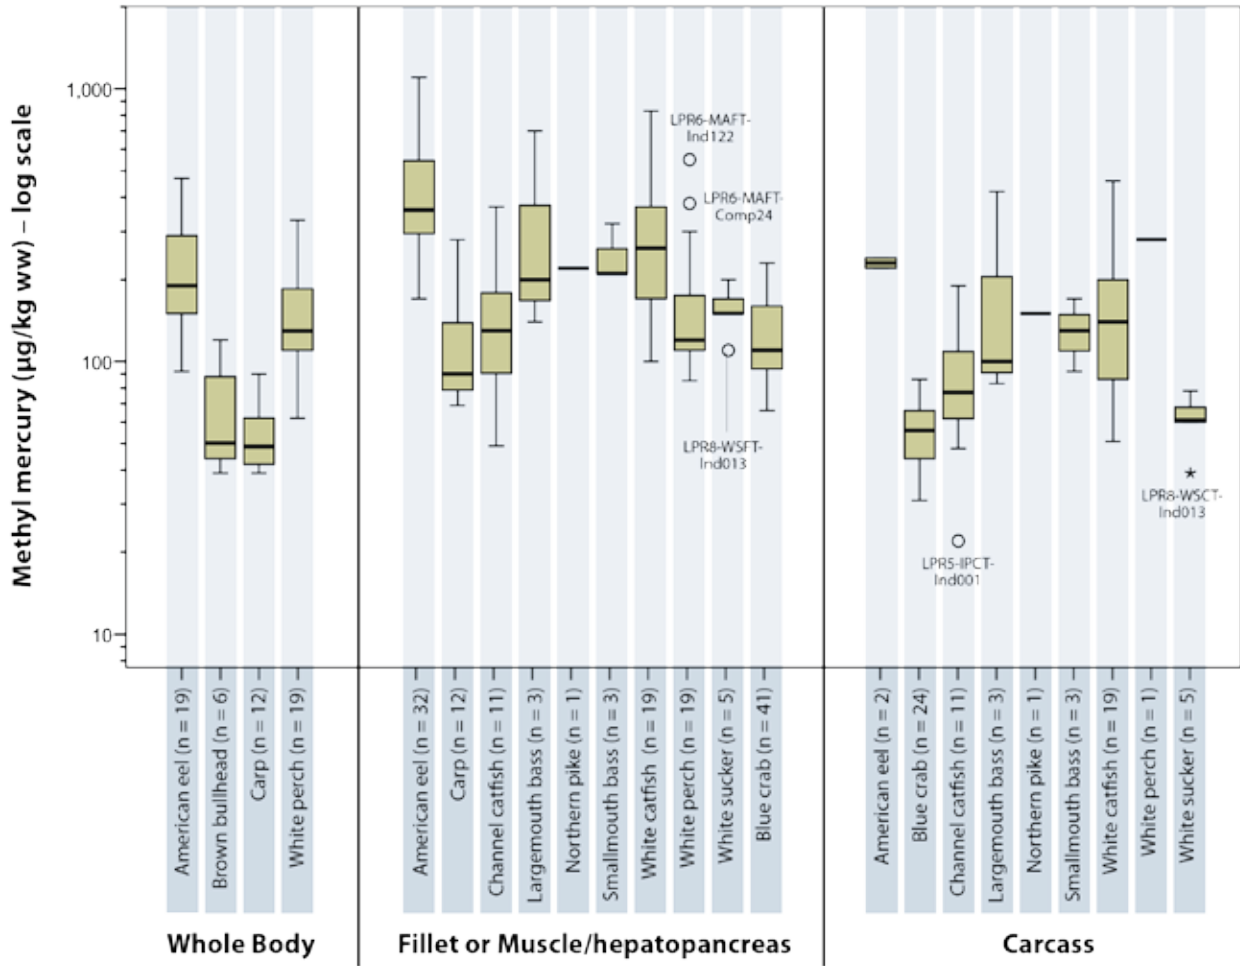 Methyl mercury (µg/kg ww) – log scale
1,000
100
10
LPR6-MAFT-
Ind122
LPR6-MAFT-
Comp24
LPR8-WSFT-
Ind013
LPR5-IPCT-
Ind001
LPR8-WSCT-
Ind013
American eel (n = 19)
Brown bullhead (n = 6)
Carp (n = 12)
White perch (n = 19)
American eel (n = 32)
Carp (n = 12)
Channel catfish (n = 11)
Largemouth bass (n = 3)
Northern pike (n = 1)
Smallmouth bass (n = 3)
White catfish (n = 19)
White perch (n = 19)
White sucker (n = 5)
Blue crab (n = 41)
American eel (n = 2)
Blue crab (n = 24)
Channel catfish (n = 11)
Largemouth bass (n = 3)
Northern pike (n = 1)
Smallmouth bass (n = 3)
White catfish (n = 19)
White perch (n = 1)
White sucker (n = 5)
Whole Body
Fillet or Muscle/hepatopancreas
Carcass